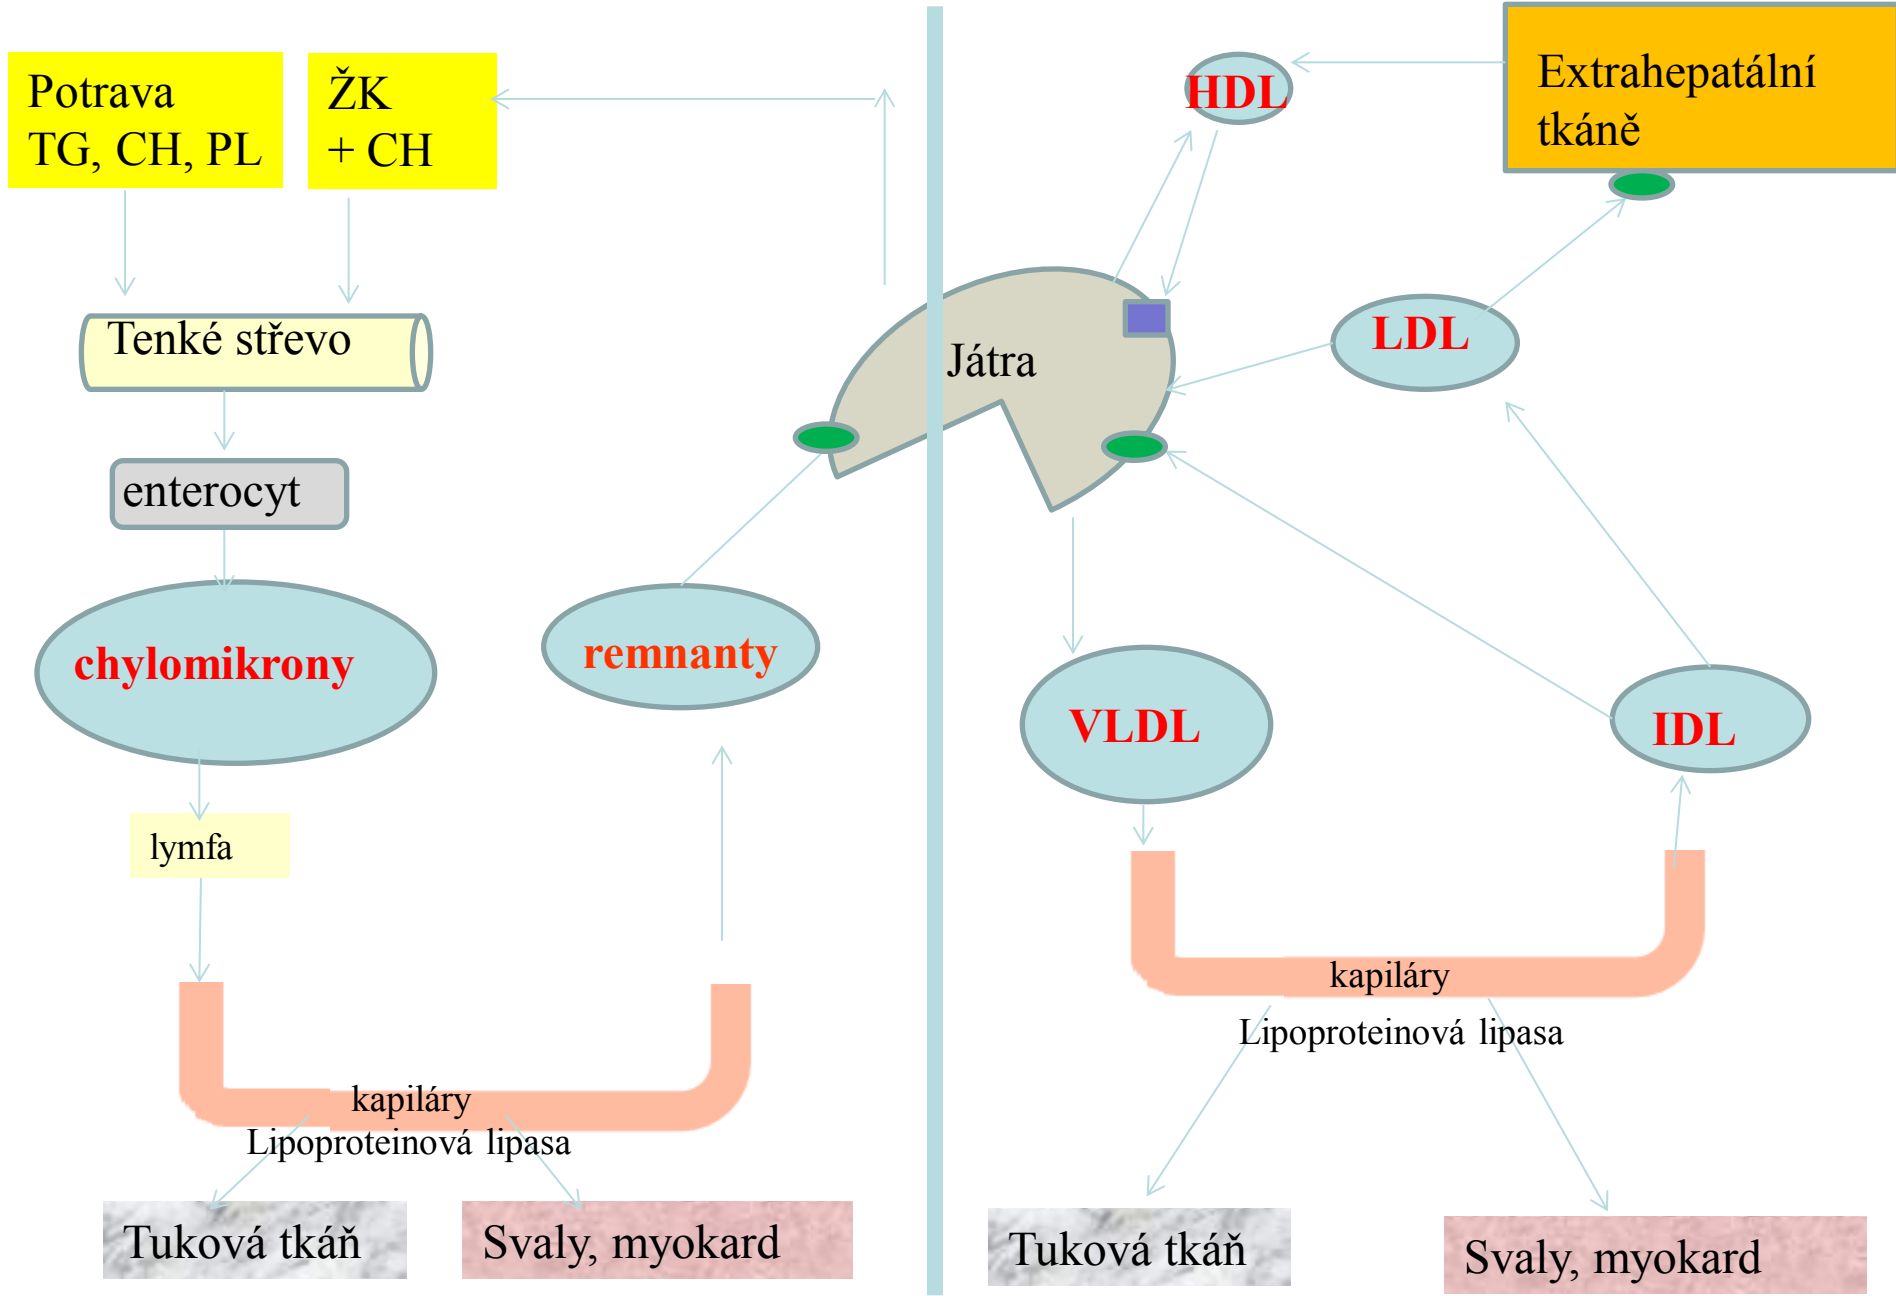 Potrava
TG, CH, PL
ŽK
+ CH
Tenké střevo
enterocyt
chylomikrony
lymfa
remnanty
kapiláry
Lipoproteinová lipasa
Tuková tkáň
Svaly, myokard
Játra
HDL
Extrahepatální
tkáně
LDL
VLDL
IDL
kapiláry
Lipoproteinová lipasa
Tuková tkáň
Svaly, myokard